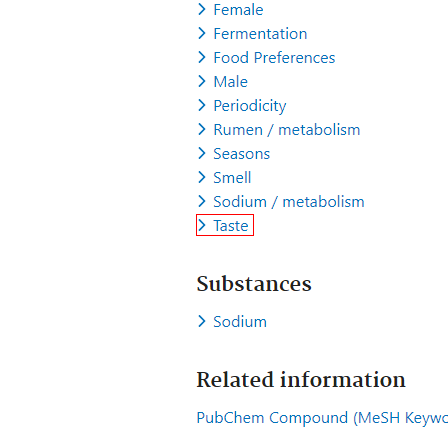 Female
Fermentation
Food Preferences
Male
Periodicity
Rumen / metabolism
Seasons
Smell
Sodium / metabolism
Taste
Substances
Sodium
Related information
PubChem Compound (MeSH Keywo